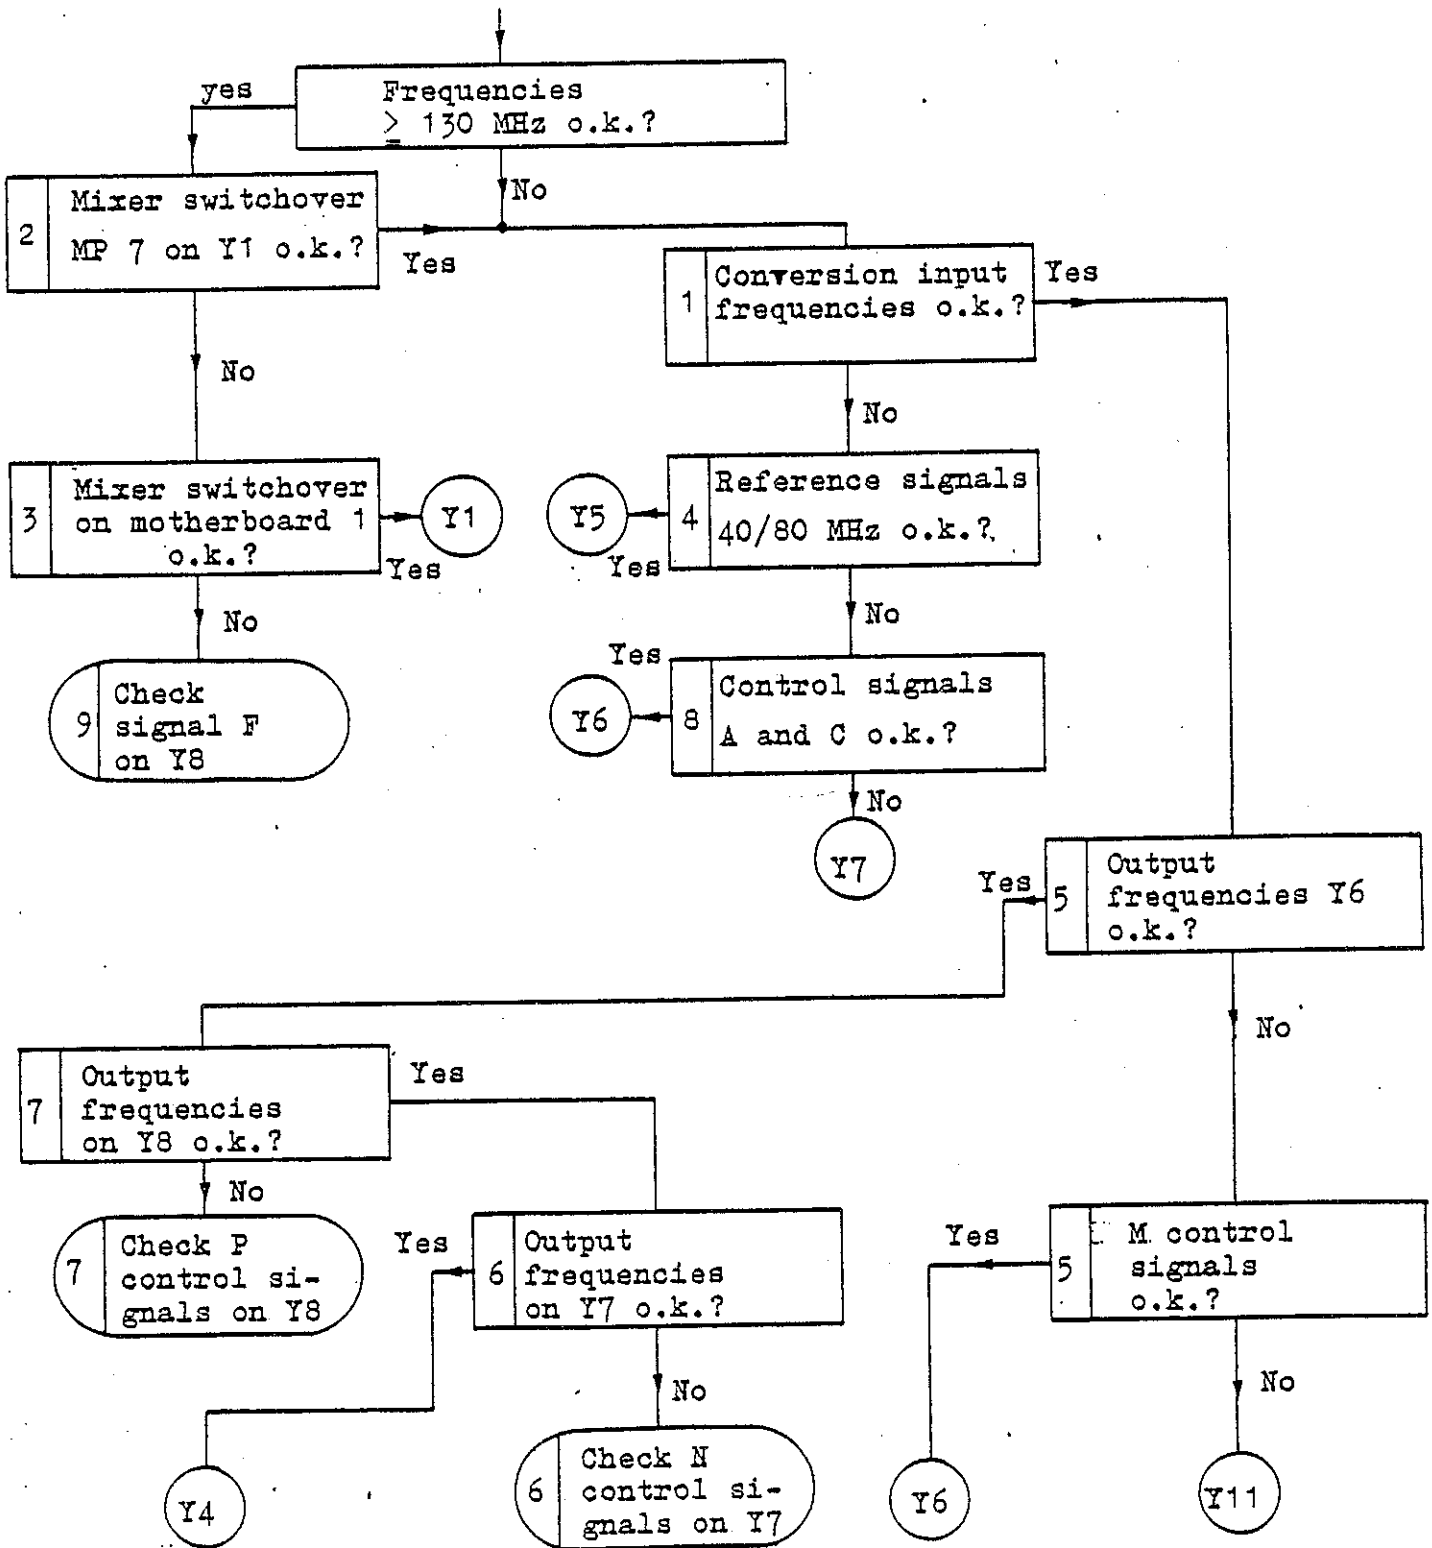 yes
Frequencies
≥ 130 MHz o.k.?
No
2
Mixer switchover
MP 7 on Y1 o.k.?
Yes
1
Conversion input
frequencies o.k.?
Yes
No
No
3
Mixer switchover
on motherboard 1
o.k.?
Yes
Y1
Y5
Yes
4
Reference signals
40/80 MHz o.k.?
No
No
9
Check
signal F
on Y8
Yes
Y6
8
Control signals
A and C o.k.?
No
Y7
Yes
5
Output
frequencies Y6
o.k.?
No
7
Output
frequencies
on Y8 o.k.?
Yes
No
7
Check P
control si-
gnals on Y8
Yes
6
Output
frequencies
on Y7 o.k.?
Yes
5
M control
signals
o.k.?
No
No
Y4
6
Check N
control si-
gnals on Y7
Y6
Y11